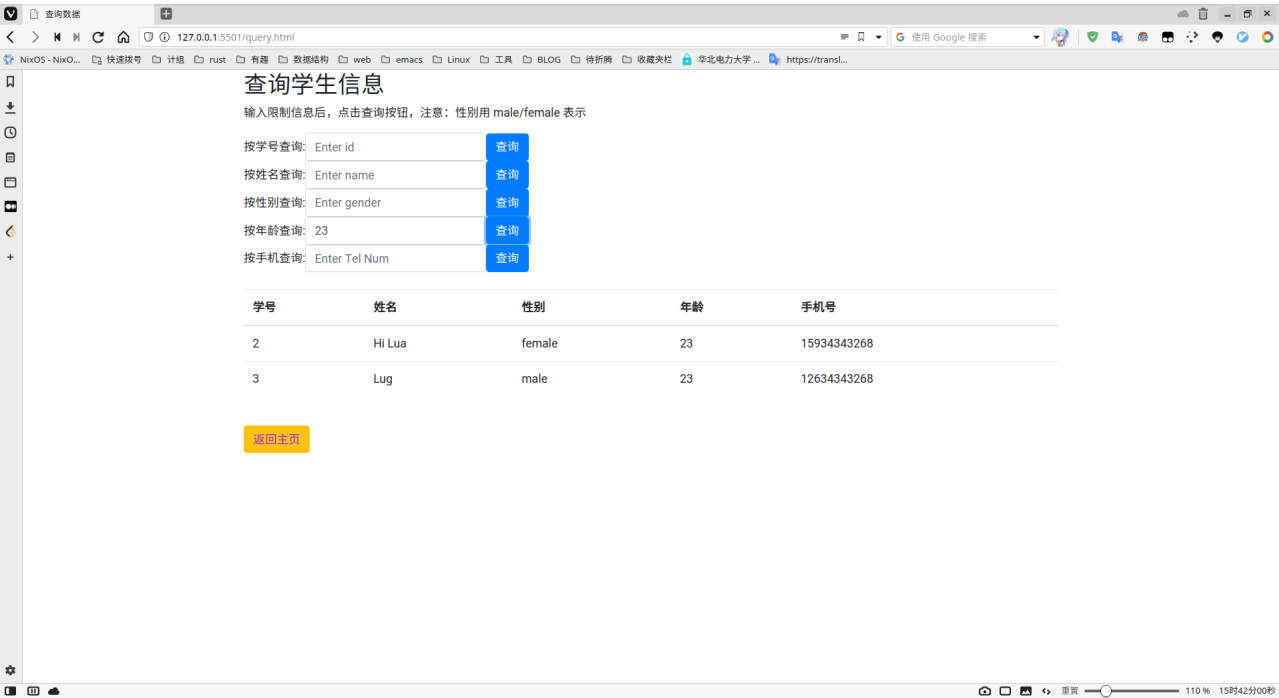 查询数据
127.0.0.1:5501/query.html
使用 Google 搜索
NixOS - NixO... 快速拨号 计组 rust 有趣 数据结构 web emacs Linux 工具 BLOG 待折腾 收藏夹栏 华北电力大学 ... https://transl...
查询学生信息
输入限制信息后，点击查询按钮，注意：性别用 male/female 表示
按学号查询: Enter id 查询
按姓名查询: Enter name 查询
按性别查询: Enter gender 查询
按年龄查询: 23 查询
按手机查询: Enter Tel Num 查询
学号 姓名 性别 年龄 手机号
2 Hi Lua female 23 15934343268
3 Lug male 23 12634343268
返回主页
重置 110 % 15时42分00秒